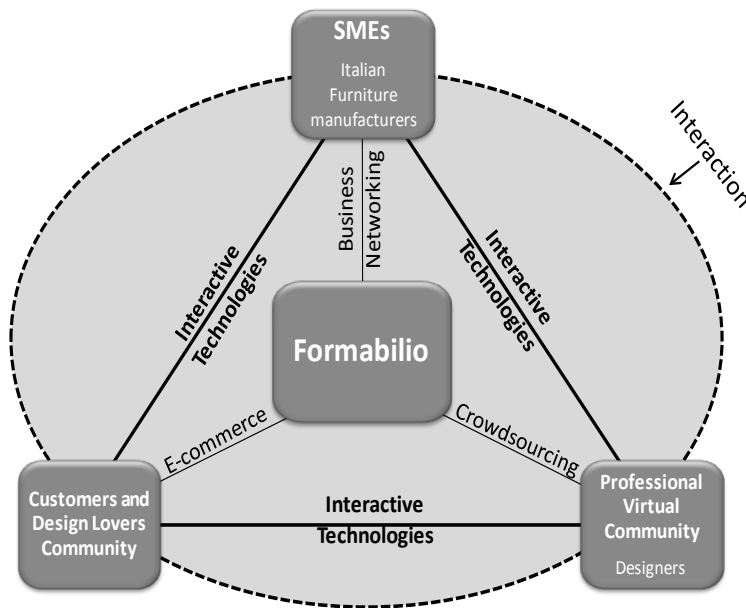 SMEs
Italian
Furniture
manufacturers
Interaction
Business
Networking
Interactive
Technologies
Interactive
Technologies
Formabilio
E-commerce
Crowdsourcing
Customers and
Design Lovers
Community
Interactive
Technologies
Professional
Virtual
Community
Designers